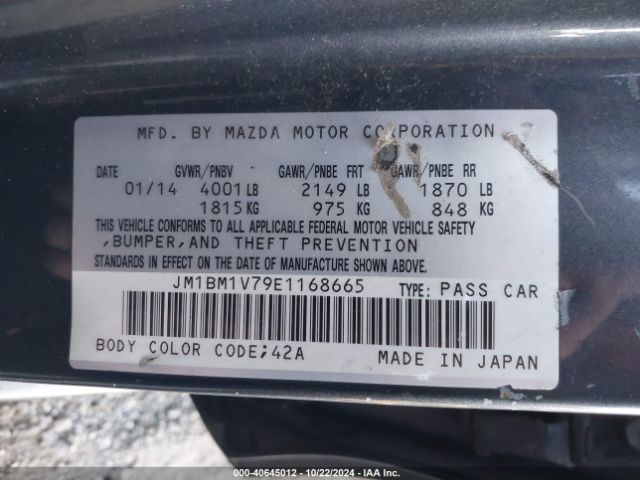 MFD. BY MAZDA MOTOR CORPORATION
DATE GVWR/PNBV GAWR/PNBE FRT GAWR/PNBE RR
01/14 4001 LB 2149 LB 1870 LB
1815 KG 975 KG 848 KG
THIS VEHICLE CONFORMS TO ALL APPLICABLE FEDERAL MOTOR VEHICLE SAFETY
,BUMPER,AND THEFT PREVENTION
STANDARDS IN EFFECT ON THE DATE OF MANUFACTURE SHOWN ABOVE.
JM1BM1V79E1168665 TYPE: PASS CAR
BODY COLOR CODE;42A MADE IN JAPAN
000-40645012 - 10/22/2024 - IAA Inc.